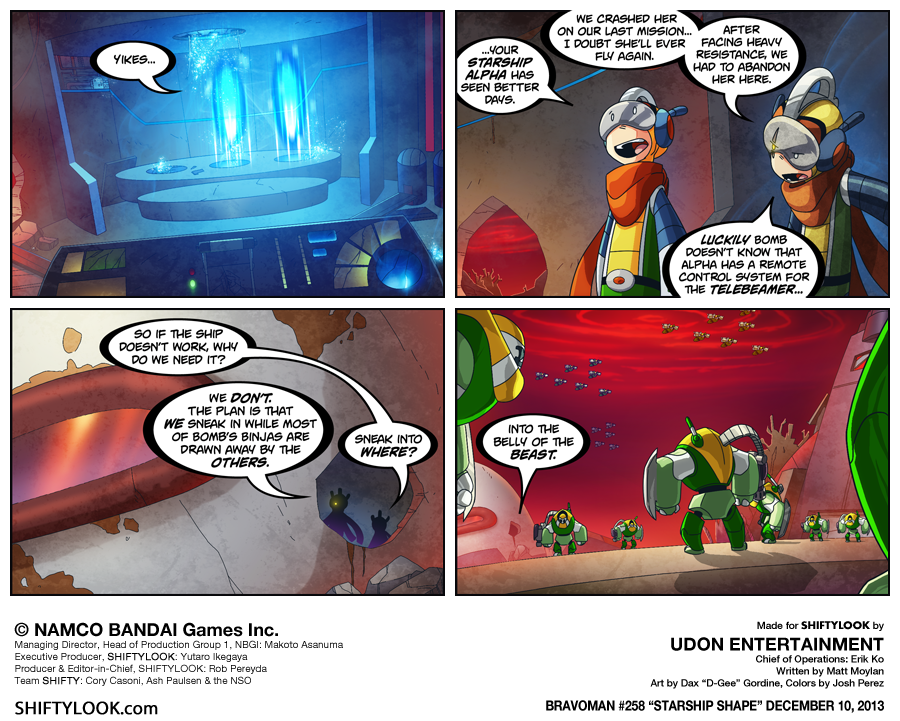 YIKES...
...YOUR
STARSHIP
ALPHA HAS
SEEN BETTER
DAYS.
WE CRASHED HER
ON OUR LAST MISSION...
I DOUBT SHE'LL EVER
FLY AGAIN.
AFTER
FACING HEAVY
RESISTANCE, WE
HAD TO ABANDON
HER HERE.
LUCKILY BOMB
DOESN'T KNOW THAT
ALPHA HAS A REMOTE
CONTROL SYSTEM FOR
THE TELEBEAMER...
SO IF THE SHIP
DOESN'T WORK, WHY
DO WE NEED IT?
WE DON'T.
THE PLAN IS THAT
WE SNEAK IN WHILE MOST
OF BOMB'S BINJAS ARE
DRAWN AWAY BY THE
OTHERS.
SNEAK INTO
WHERE?
INTO THE
BELLY OF THE
BEAST.
© NAMCO BANDAI Games Inc.
Managing Director, Head of Production Group 1, NBGI: Makoto Asanuma
Executive Producer, SHIFTYLOOK: Yutaro Ikegaya
Producer & Editor-in-Chief, SHIFTYLOOK: Rob Pereyda
Team SHIFTY: Cory Casoni, Ash Paulsen & the NSO
SHIFTYLOOK.com
Made for SHIFTYLOOK by
UDON ENTERTAINMENT
Chief of Operations: Erik Ko
Written by Matt Moylan
Art by Dax "D-Gee" Gordine, Colors by Josh Perez
BRAVOMAN #258 "STARSHIP SHAPE" DECEMBER 10, 2013